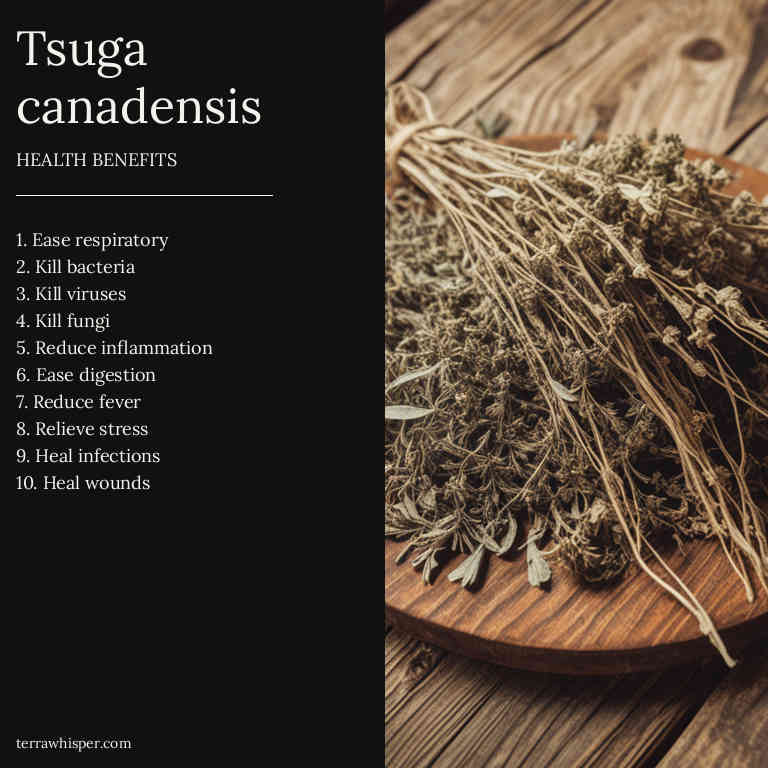 Tsuga
canadensis
HEALTH BENEFITS
1. Ease respiratory
2. Kill bacteria
3. Kill viruses
4. Kill fungi
5. Reduce inflammation
6. Ease digestion
7. Reduce fever
8. Relieve stress
9. Heal infections
10. Heal wounds
terrawhisper.com